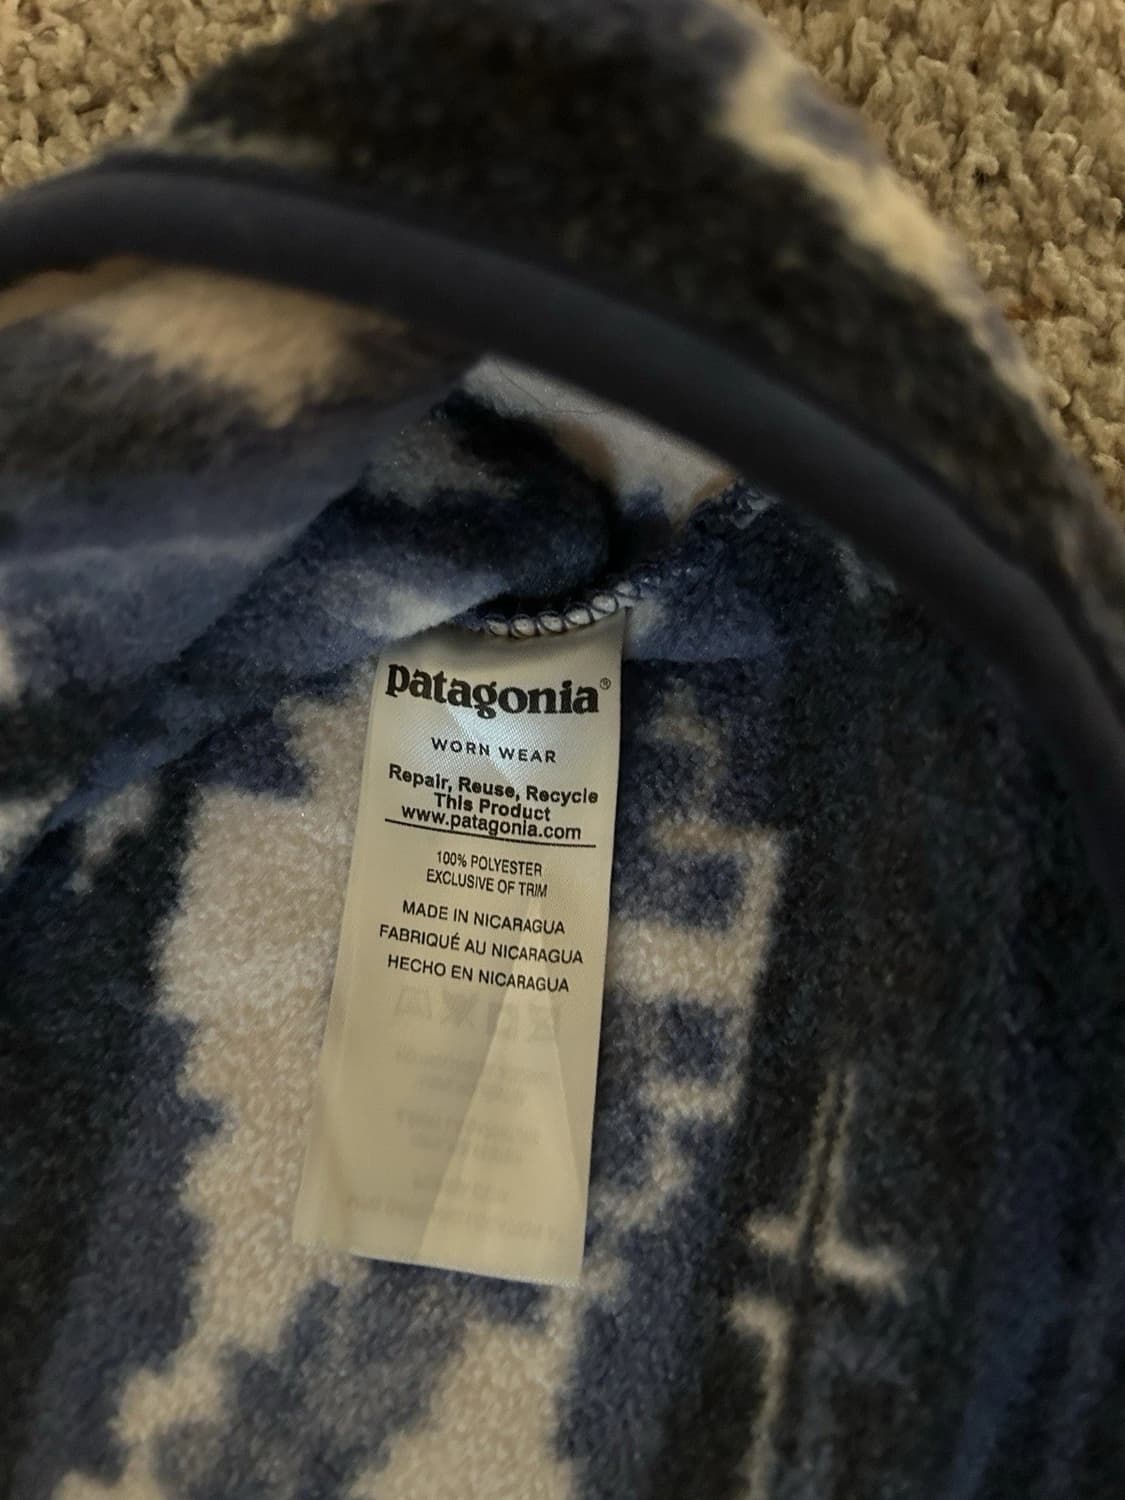 patagonia®
WORN WEAR
Repair, Reuse, Recycle
This Product
www.patagonia.com
100% POLYESTER
EXCLUSIVE OF TRIM
MADE IN NICARAGUA
FABRIQUÉ AU NICARAGUA
HECHO EN NICARAGUA